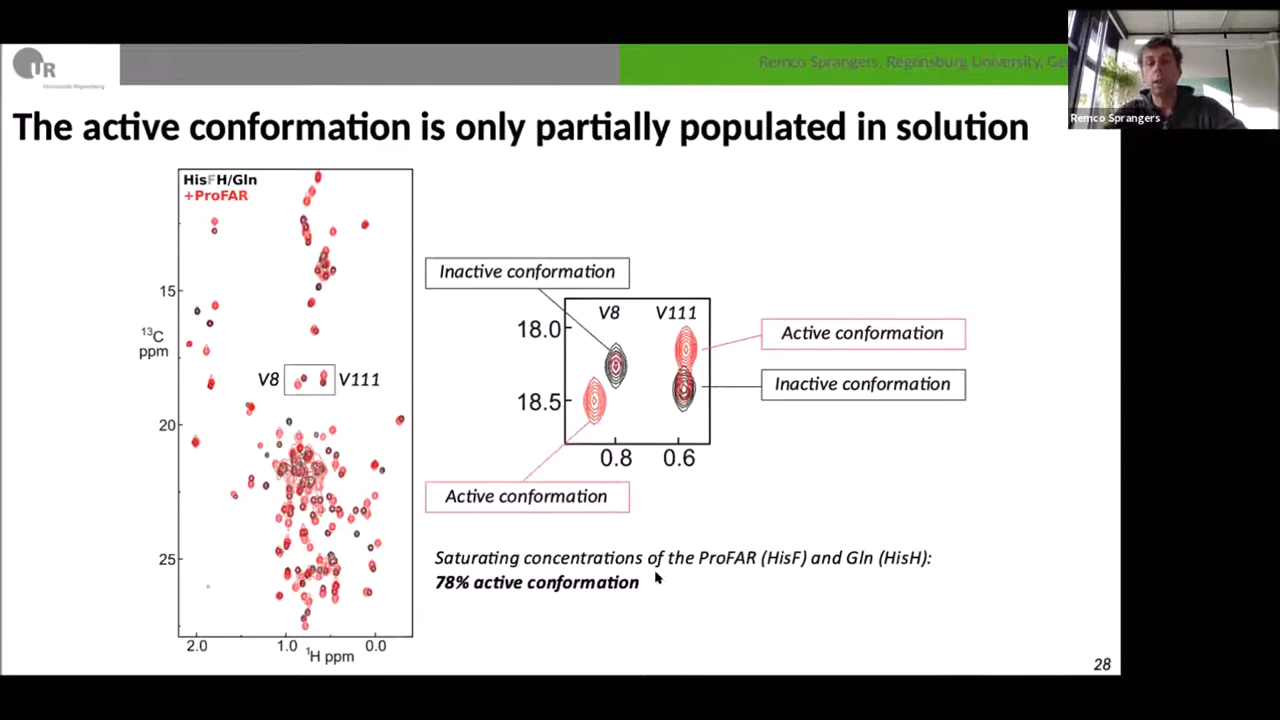 UR
Universität Regensburg
Remco Sprangers, Regensburg University, Ge
Remco Sprangers
The active conformation is only partially populated in solution
HisFH/Gln
+ProFAR
15
13C
ppm
V8
V111
20
25
2.0
1.0
0.0
1H ppm
Inactive conformation
V8
V111
18.0
18.5
0.8
0.6
Active conformation
Inactive conformation
Active conformation
Saturating concentrations of the ProFAR (HisF) and Gln (HisH):
78% active conformation
28